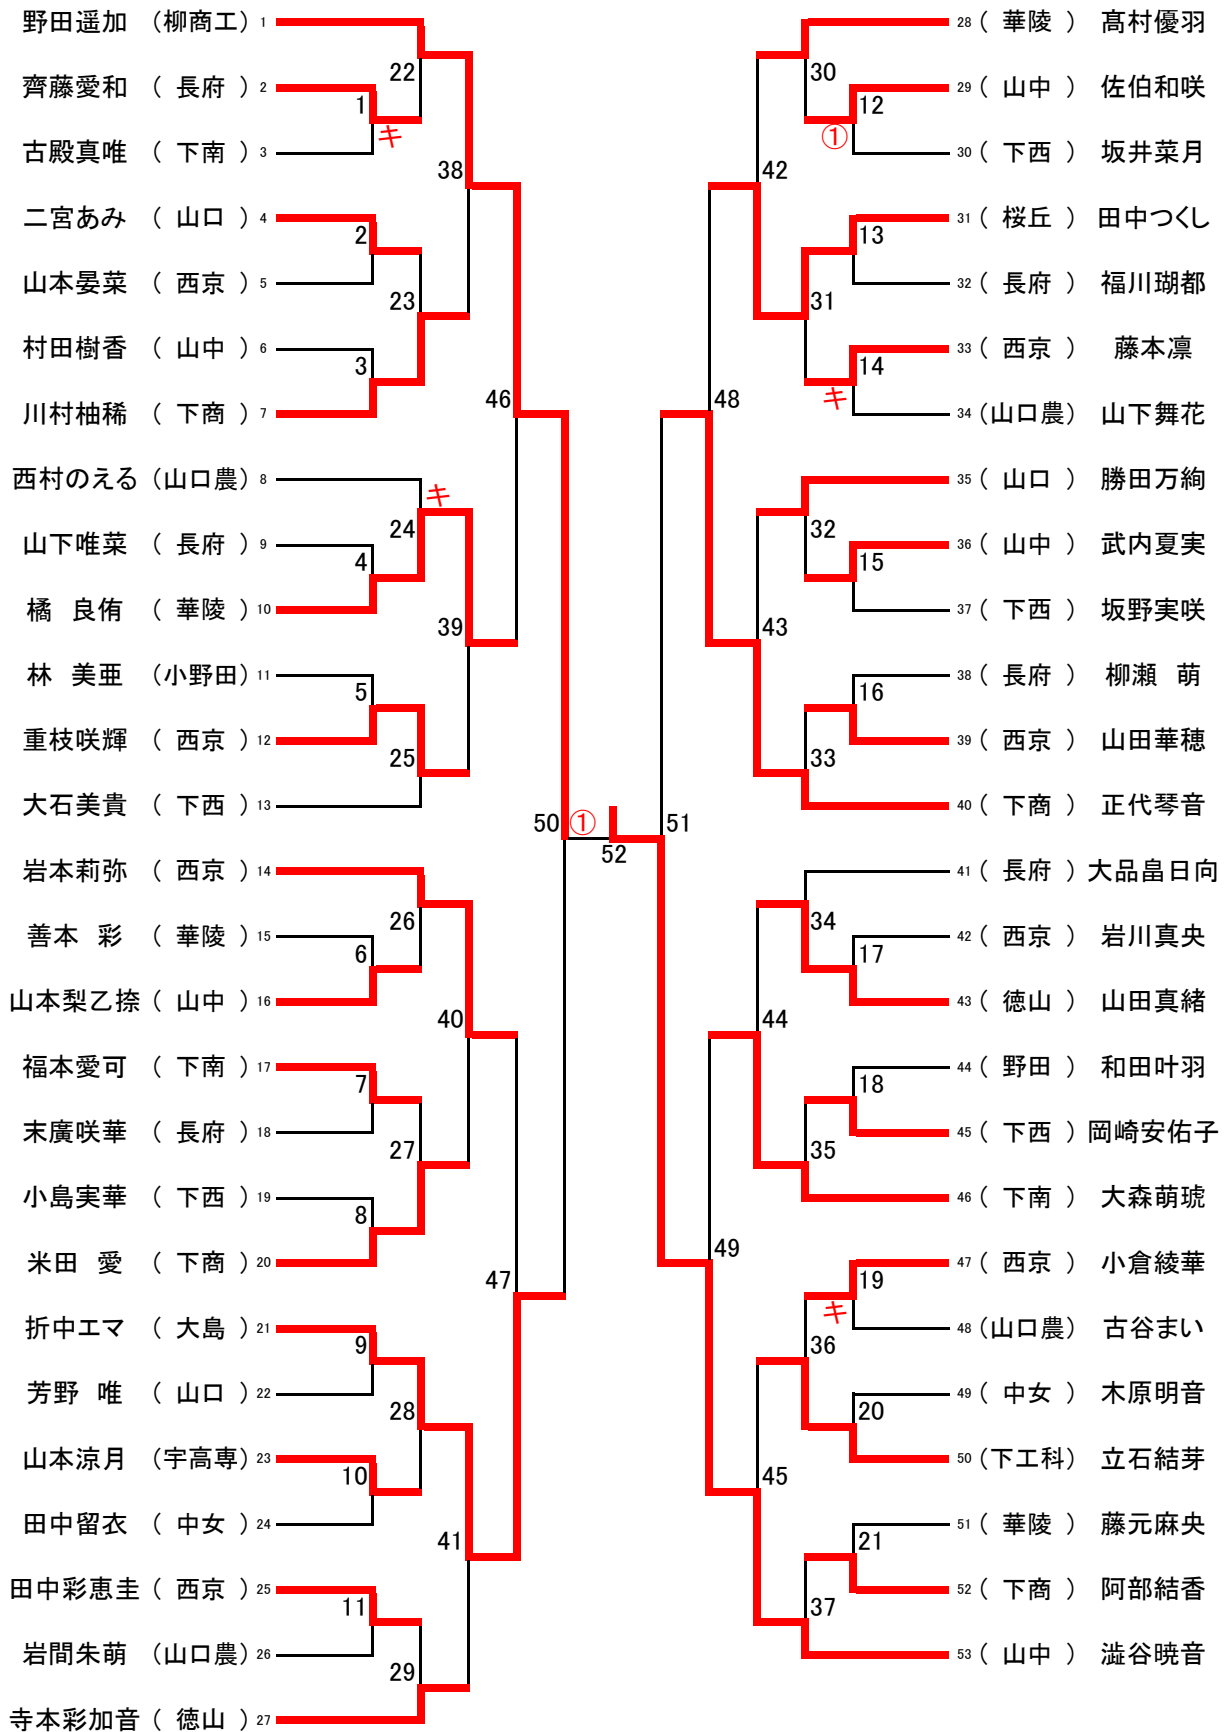 野田遥加 （柳商工） 1
齊藤愛和 （ 長府 ） 2
古殿真唯 （ 下南 ） 3
二宮あみ （ 山口 ） 4
山本晏菜 （ 西京 ） 5
村田樹香 （ 山中 ） 6
川村柚稀 （ 下商 ） 7
西村のえる （山口農） 8
山下唯菜 （ 長府 ） 9
橘 良侑 （ 華陵 ） 10
林 美亜 （小野田） 11
重枝咲輝 （ 西京 ） 12
大石美貴 （ 下西 ） 13
岩本莉弥 （ 西京 ） 14
善本 彩 （ 華陵 ） 15
山本梨乙捺 （ 山中 ） 16
福本愛可 （ 下南 ） 17
末廣咲華 （ 長府 ） 18
小島実華 （ 下西 ） 19
米田 愛 （ 下商 ） 20
折中エマ （ 大島 ） 21
芳野 唯 （ 山口 ） 22
山本涼月 （宇高専） 23
田中留衣 （ 中女 ） 24
田中彩恵圭 （ 西京 ） 25
岩間朱萌 （山口農） 26
寺本彩加音 （ 徳山 ） 27
22
1
キ
38
2
23
3
46
キ
24
4
39
5
25
50
①
52
26
6
40
7
27
8
47
9
28
10
41
11
29
28 （ 華陵 ） 髙村優羽
29 （ 山中 ） 佐伯和咲
30 （ 下西 ） 坂井菜月
31 （ 桜丘 ） 田中つくし
32 （ 長府 ） 福川瑚都
33 （ 西京 ） 藤本凛
34 （山口農） 山下舞花
35 （ 山口 ） 勝田万絢
36 （ 山中 ） 武内夏実
37 （ 下西 ） 坂野実咲
38 （ 長府 ） 柳瀬 萌
39 （ 西京 ） 山田華穂
40 （ 下商 ） 正代琴音
41 （ 長府 ） 大品畠日向
42 （ 西京 ） 岩川真央
43 （ 徳山 ） 山田真緒
44 （ 野田 ） 和田叶羽
45 （ 下西 ） 岡崎安佑子
46 （ 下南 ） 大森萌琥
47 （ 西京 ） 小倉綾華
48 （山口農） 古谷まい
49 （ 中女 ） 木原明音
50 （下工科） 立石結芽
51 （ 華陵 ） 藤元麻央
52 （ 下商 ） 阿部結香
53 （ 山中 ） 澁谷暁音
30
12
①
42
13
31
14
キ
48
32
15
43
16
33
51
34
17
44
18
35
49
19
キ
36
20
45
21
37